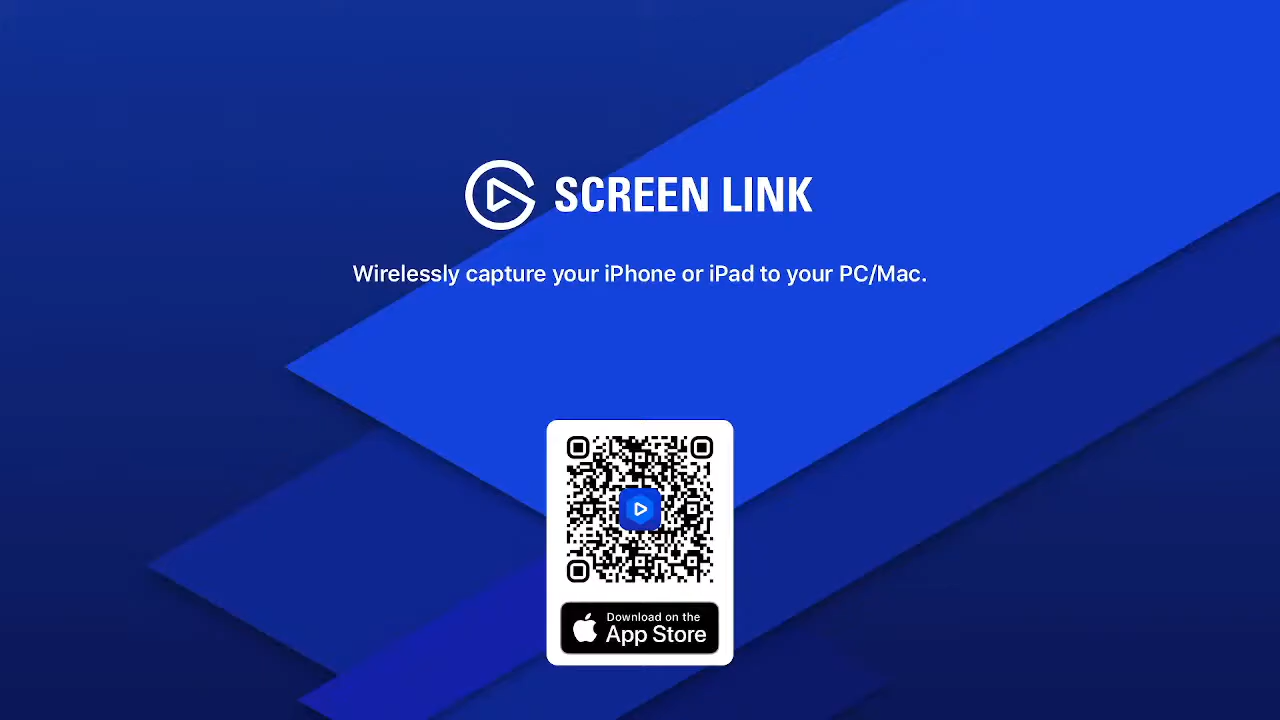 SCREEN LINK
Wirelessly capture your iPhone or iPad to your PC/Mac.
Download on the
App Store